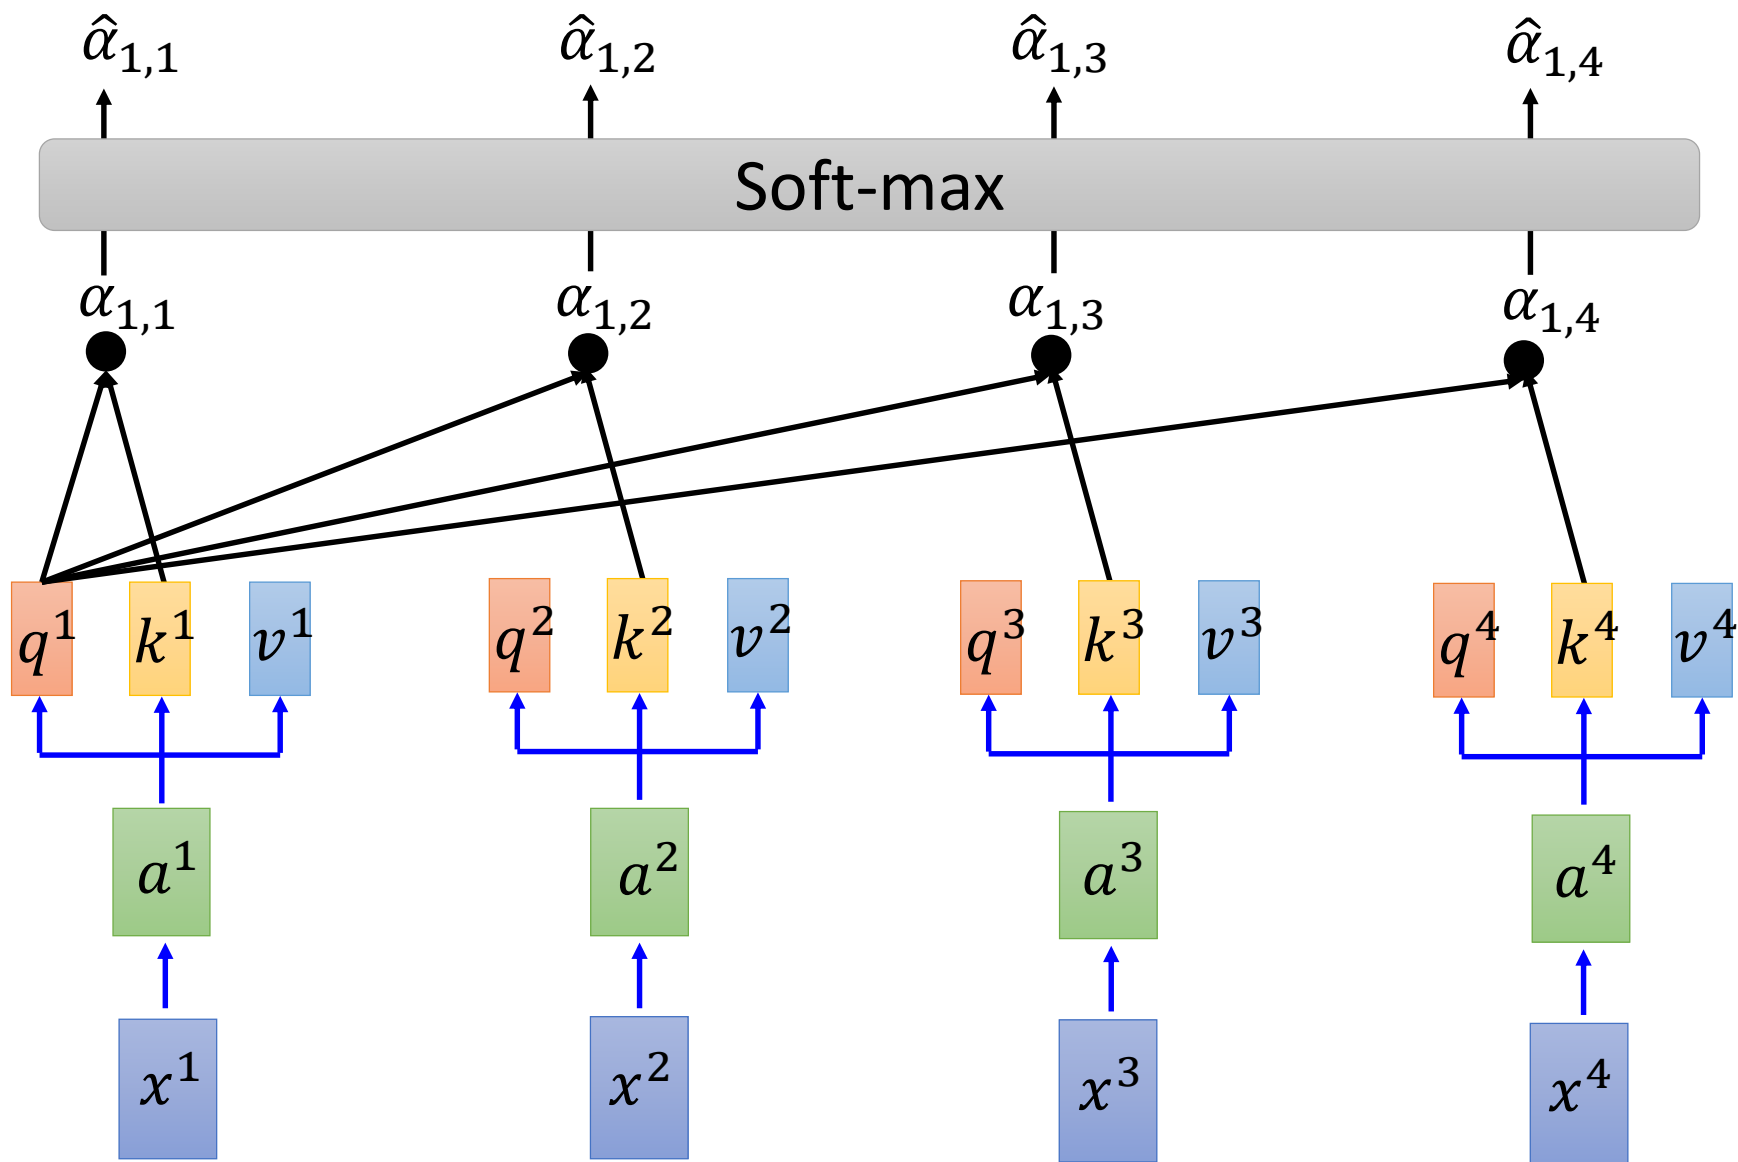 α̂₁,₁ α̂₁,₂ α̂₁,₃ α̂₁,₄
Soft-max
α₁,₁ α₁,₂ α₁,₃ α₁,₄
q¹ k¹ v¹ q² k² v² q³ k³ v³ q⁴ k⁴ v⁴
a¹ a² a³ a⁴
x¹ x² x³ x⁴